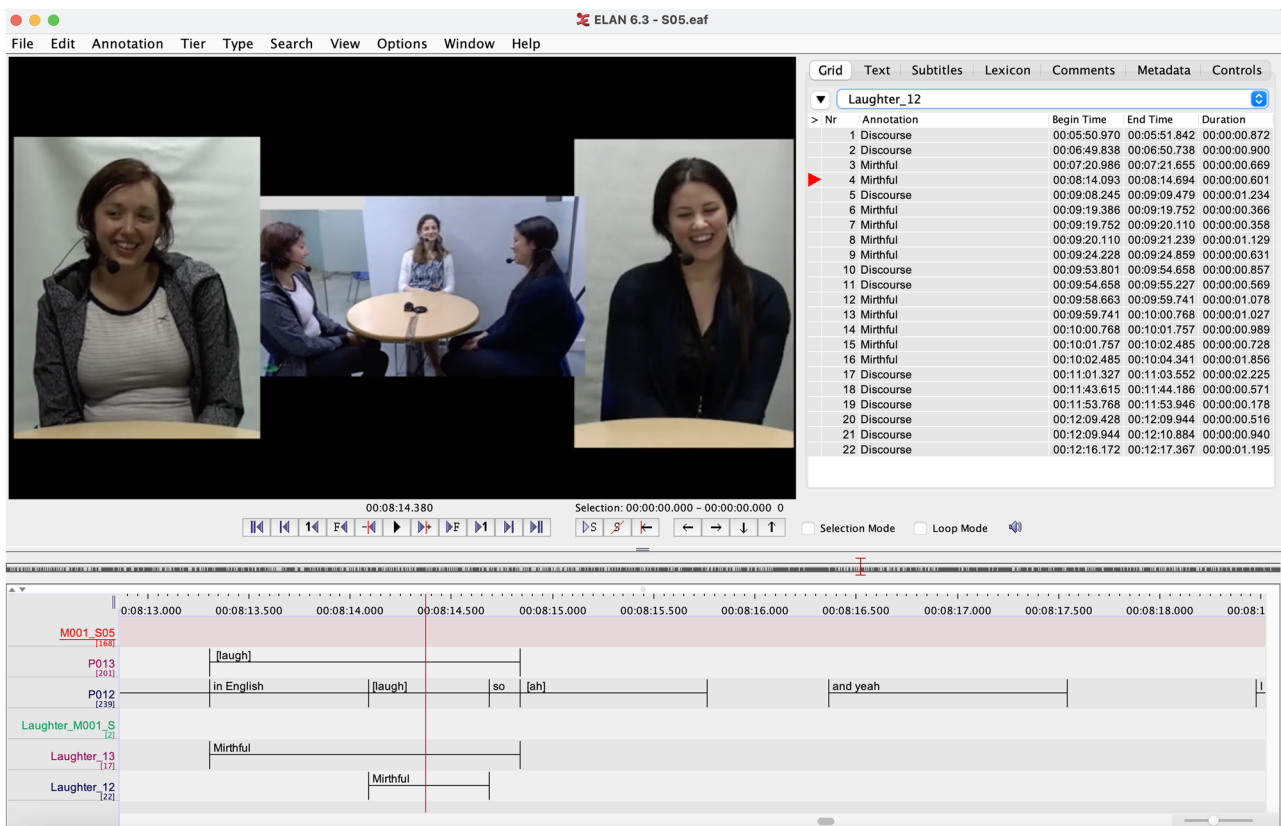 ELAN 6.3 - S05.eaf
File Edit Annotation Tier Type Search View Options Window Help
Grid Text Subtitles Lexicon Comments Metadata Controls
Laughter_12
> Nr Annotation Begin Time End Time Duration
1 Discourse 00:05:50.970 00:05:51.842 00:00:00.872
2 Discourse 00:06:49.838 00:06:50.738 00:00:00.900
3 Mirthful 00:07:20.986 00:07:21.655 00:00:00.669
4 Mirthful 00:08:14.093 00:08:14.694 00:00:00.601
5 Discourse 00:09:08.245 00:09:09.479 00:00:01.234
6 Mirthful 00:09:19.386 00:09:19.752 00:00:00.366
7 Mirthful 00:09:19.752 00:09:20.110 00:00:00.358
8 Mirthful 00:09:20.110 00:09:21.239 00:00:01.129
9 Mirthful 00:09:24.228 00:09:24.859 00:00:00.631
10 Discourse 00:09:53.801 00:09:54.658 00:00:00.857
11 Discourse 00:09:54.658 00:09:55.227 00:00:00.569
12 Mirthful 00:09:58.663 00:09:59.741 00:00:01.078
13 Mirthful 00:09:59.741 00:10:00.768 00:00:01.027
14 Mirthful 00:10:00.768 00:10:01.757 00:00:00.989
15 Mirthful 00:10:01.757 00:10:02.485 00:00:00.728
16 Mirthful 00:10:02.485 00:10:04.341 00:00:01.856
17 Discourse 00:11:01.327 00:11:03.552 00:00:02.225
18 Discourse 00:11:43.615 00:11:44.186 00:00:00.571
19 Discourse 00:11:53.768 00:11:53.946 00:00:00.178
20 Discourse 00:12:09.428 00:12:09.944 00:00:00.516
21 Discourse 00:12:09.944 00:12:10.884 00:00:00.940
22 Discourse 00:12:16.172 00:12:17.367 00:00:01.195
00:08:14.380 Selection: 00:00:00.000 - 00:00:00.000 0
1 F F 1 S S Selection Mode Loop Mode
0:08:13.000 00:08:13.500 00:08:14.000 00:08:14.500 00:08:15.000 00:08:15.500 00:08:16.000 00:08:16.500 00:08:17.000 00:08:17.500 00:08:18.000 00:08:1
M001_S05
[168]
P013 [laugh]
[201]
P012 in English [laugh] so [ah] and yeah I
[239]
Laughter_M001_S
[2]
Laughter_13 Mirthful
[17]
Laughter_12 Mirthful
[22]